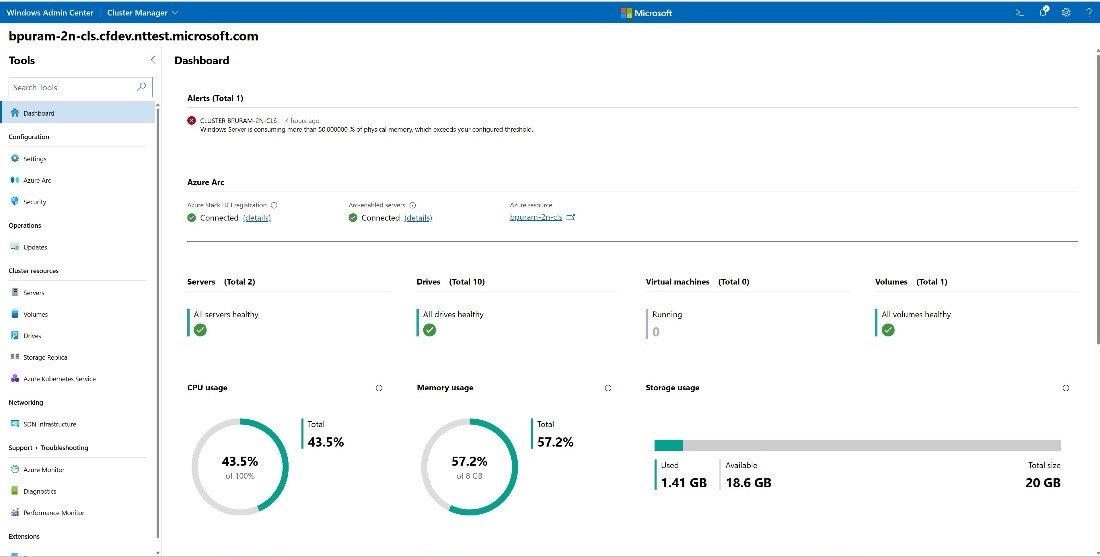 Windows Admin Center Cluster Manager Microsoft
bpuram-2n-cls.cfdev.nttest.microsoft.com
Tools
Search Tools
Dashboard
Configuration
Settings
Azure Arc
Security
Operations
Updates
Cluster resources
Servers
Volumes
Drives
Storage Replica
Azure Kubernetes Service
Networking
SDN Infrastructure
Support + Troubleshooting
Azure Monitor
Diagnostics
Performance Monitor
Extensions
Dashboard
Alerts (Total 1)
CLUSTER BPURAM-2N-CLS 4 hours ago
Windows Server is consuming more than 50.000000 % of physical memory, which exceeds your configured threshold.
Azure Arc
Azure Stack HCI registration
Connected (details)
Arc-enabled servers
Connected (details)
Azure resource
bpuram-2n-cls
Servers (Total 2)
All servers healthy
Drives (Total 10)
All drives healthy
Virtual machines (Total 0)
Running
0
Volumes (Total 1)
All volumes healthy
CPU usage
43.5%
of 100%
Total
43.5%
Memory usage
57.2%
of 8 GB
Total
57.2%
Storage usage
Used
1.41 GB
Available
18.6 GB
Total size
20 GB